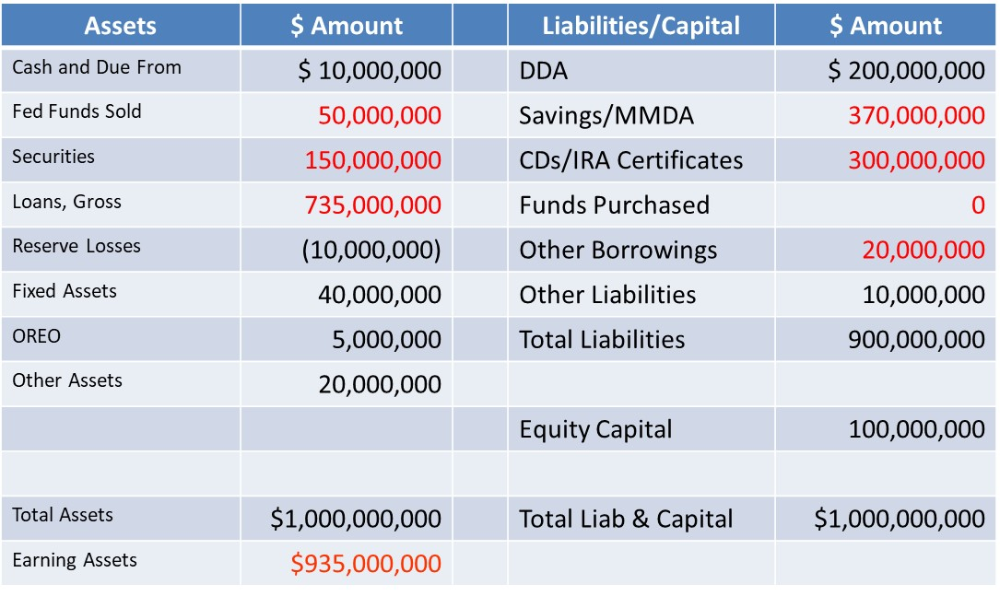 Assets $ Amount Liabilities/Capital $ Amount
Cash and Due From $ 10,000,000 DDA $ 200,000,000
Fed Funds Sold 50,000,000 Savings/MMDA 370,000,000
Securities 150,000,000 CDs/IRA Certificates 300,000,000
Loans, Gross 735,000,000 Funds Purchased 0
Reserve Losses (10,000,000) Other Borrowings 20,000,000
Fixed Assets 40,000,000 Other Liabilities 10,000,000
OREO 5,000,000 Total Liabilities 900,000,000
Other Assets 20,000,000
Equity Capital 100,000,000
Total Assets $1,000,000,000 Total Liab & Capital $1,000,000,000
Earning Assets $935,000,000